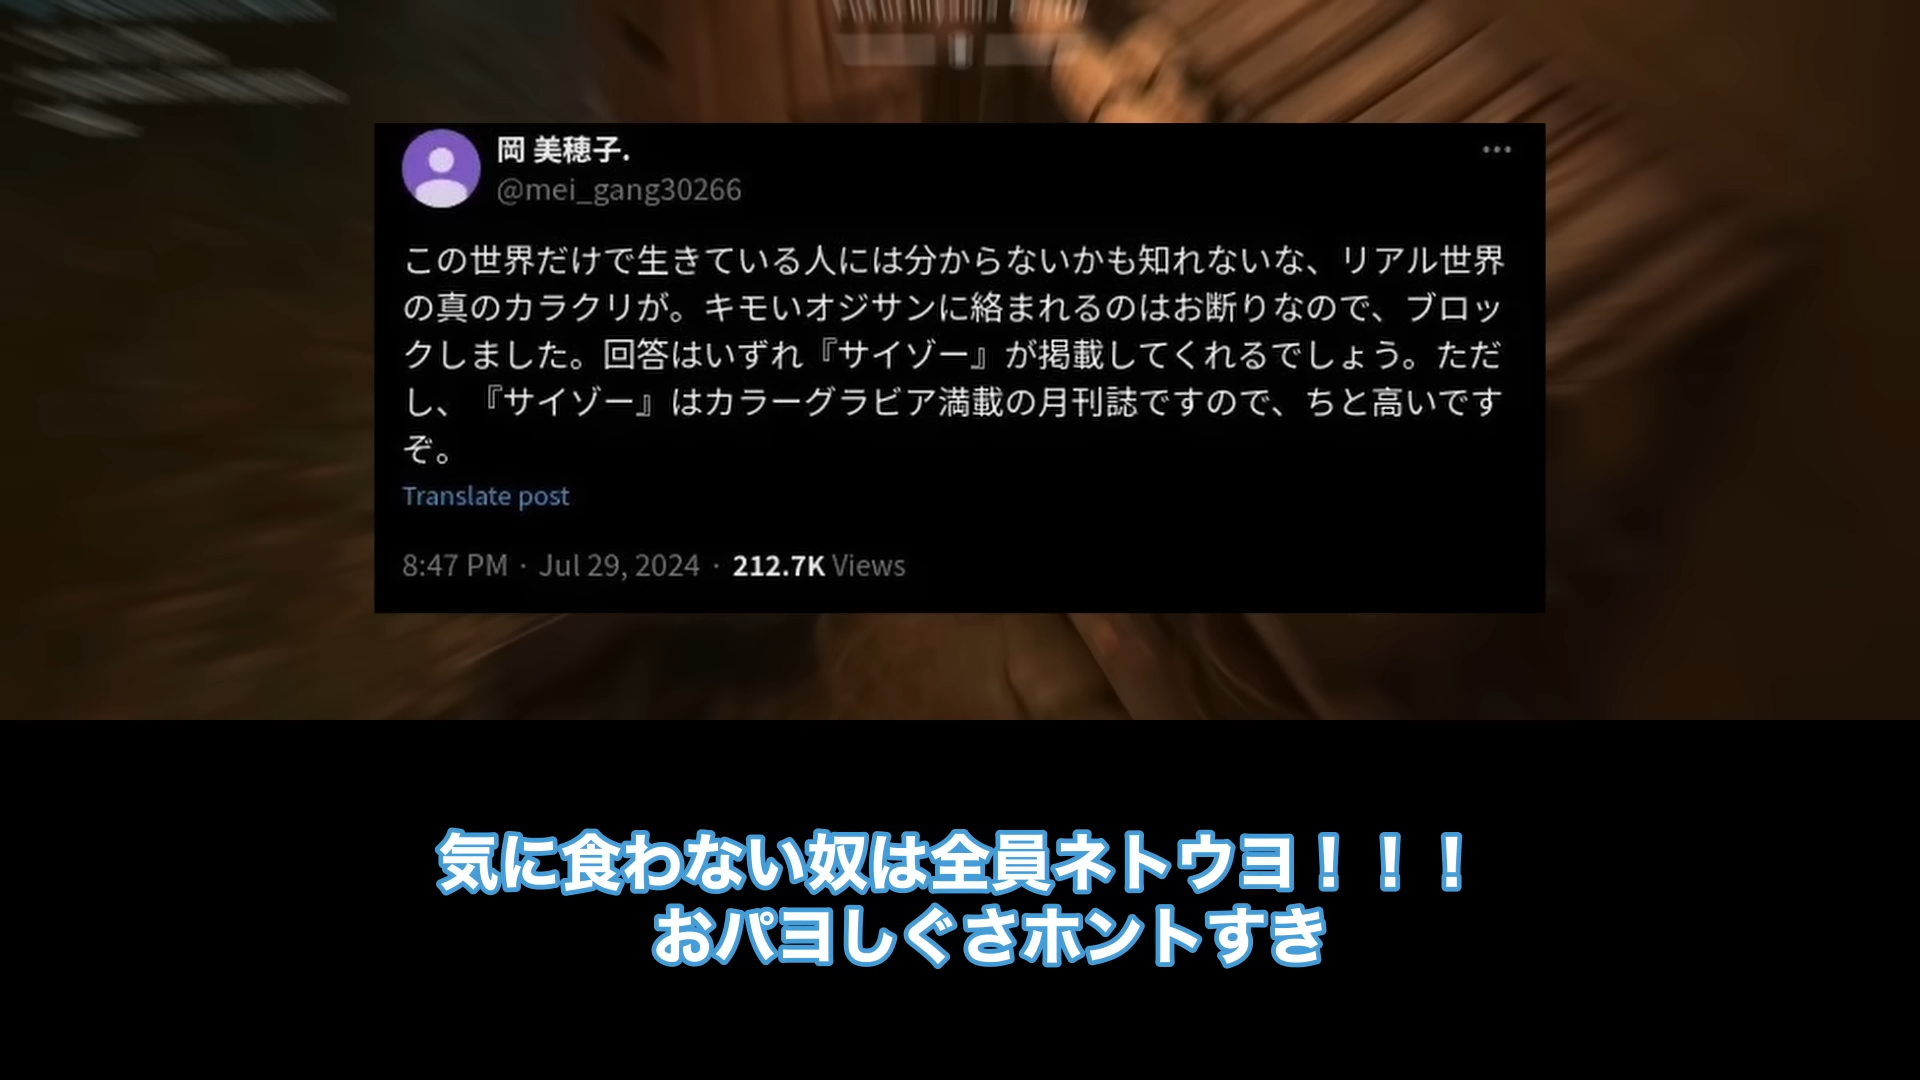 岡 美穂子.
@mei_gang30266
この世界だけで生きている人には分からないかも知れないな、リアル世界
の真のカラクリが。キモいオジサンに絡まれるのはお断りなので、ブロッ
クしました。回答はいずれ『サイゾー』が掲載してくれるでしょう。ただ
し、『サイゾー』はカラーグラビア満載の月刊誌ですので、ちと高いです
ぞ。
Translate post
8:47 PM · Jul 29, 2024 · 212.7K Views
気に食わない奴は全員ネトウヨ！！！
おパヨしぐさホントすき